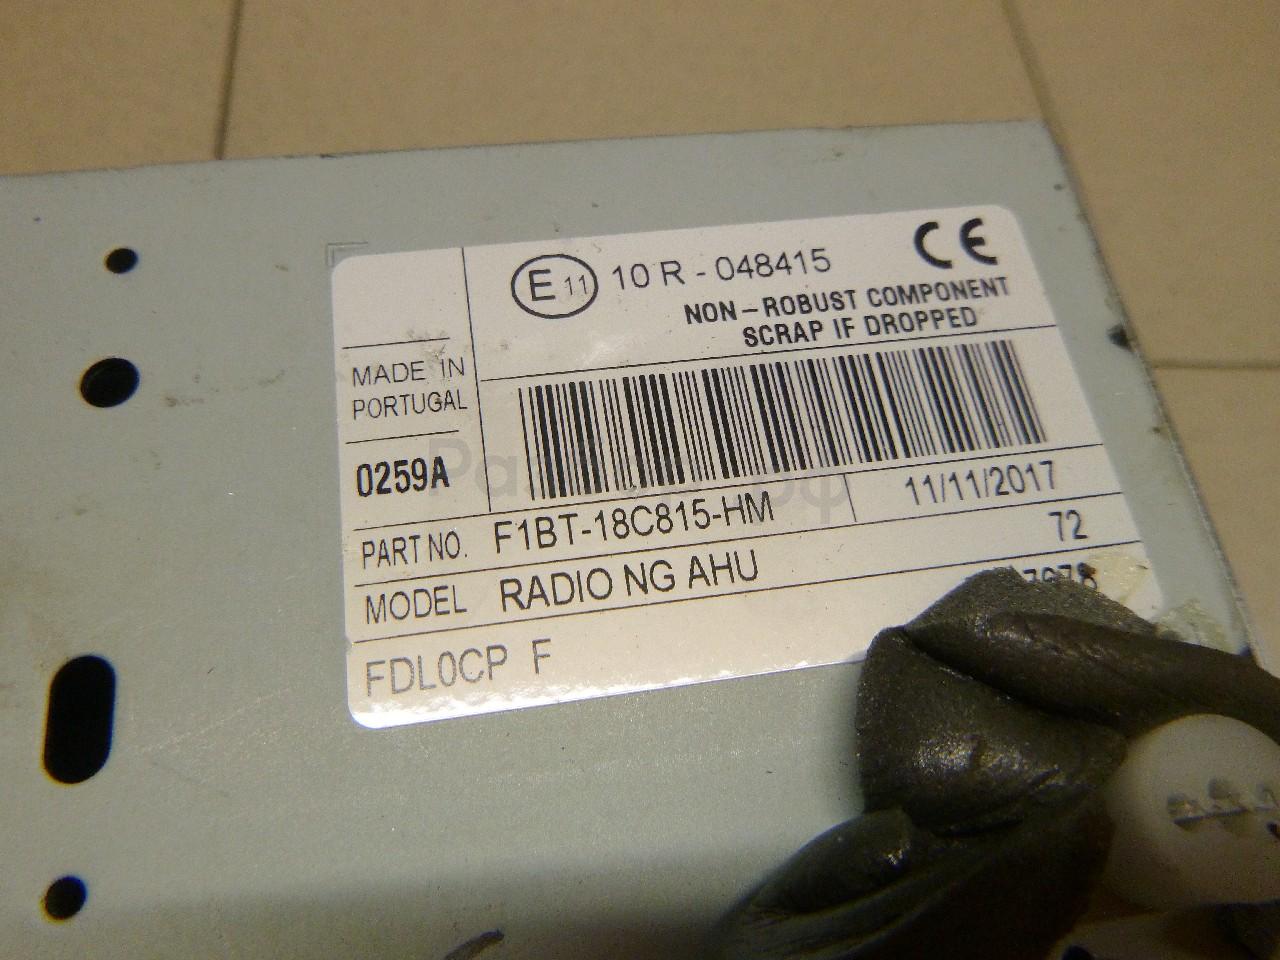 E 11 10 R - 048415 CE
NON - ROBUST COMPONENT
SCRAP IF DROPPED
MADE IN
PORTUGAL
0259A
PART NO. F1BT-18C815-HM 11/11/2017
MODEL RADIO NG AHU 72
FDL0CP F